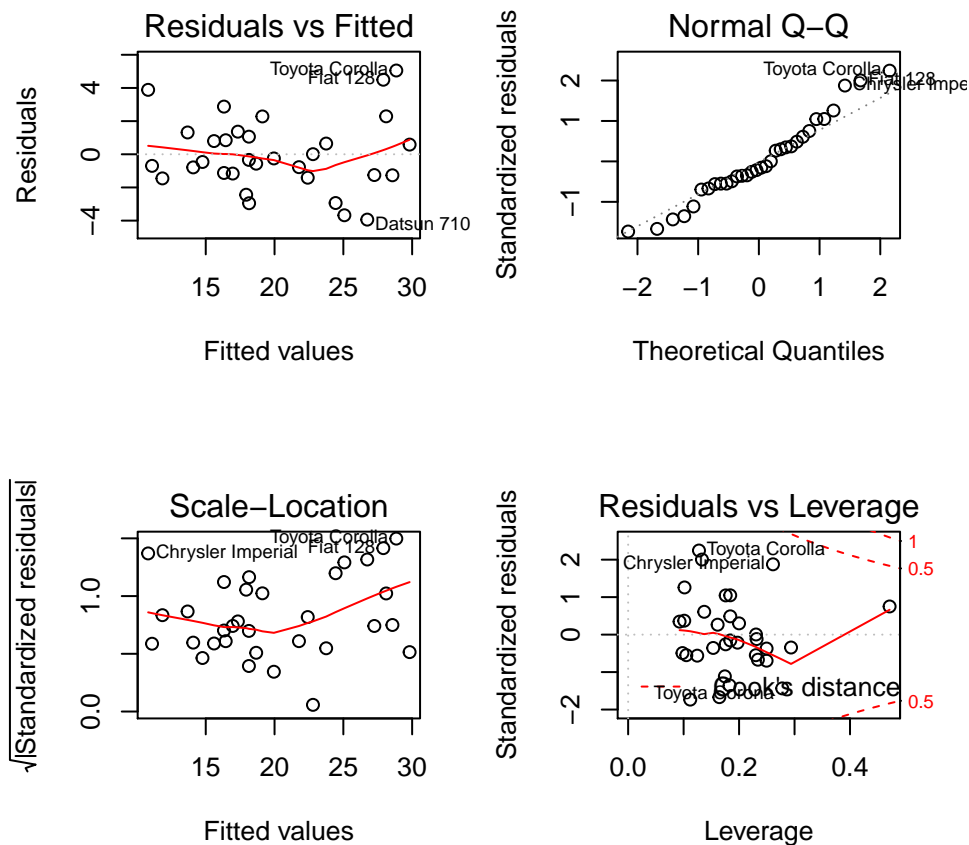 Residuals vs Fitted
Residuals
4
0
−4
Toyota Corolla
Fiat 128
Datsun 710
15 20 25 30
Fitted values
Normal Q−Q
Standardized residuals
2
1
−1
Toyota Corolla
Fiat 128
Chrysler Impe
−2 −1 0 1 2
Theoretical Quantiles
Scale−Location
√|Standardized residuals|
1.0
0.0
Toyota Corolla
Fiat 128
Chrysler Imperial
15 20 25 30
Fitted values
Residuals vs Leverage
Standardized residuals
2
1
0
−2
Toyota Corolla
Chrysler Imperial
Toyota Corona
Cook's distance
1
0.5
0.5
0.0 0.2 0.4
Leverage